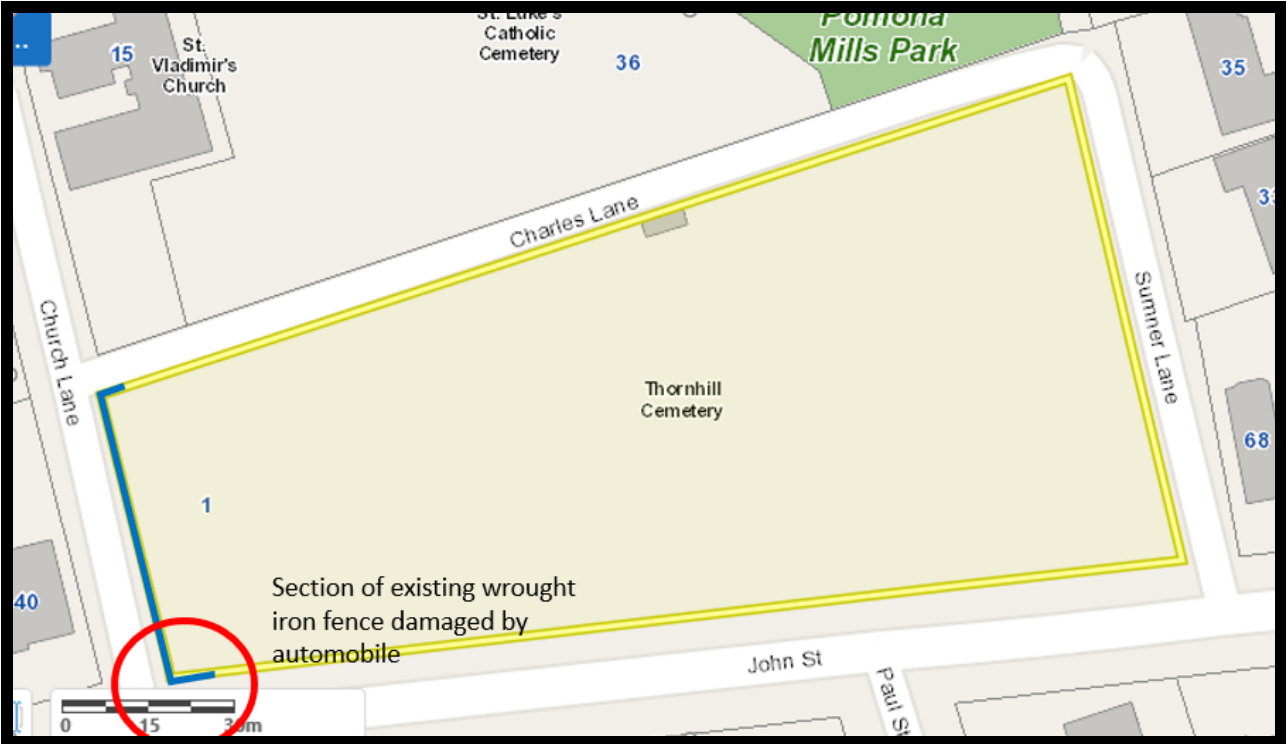 ..
15
St.
Vladimir's
Church
St. Luke's
Catholic
Cemetery
36
Pomona
Mills Park
35
Charles Lane
Church Lane
Sumner Lane
Thornhill
Cemetery
1
68
40
Section of existing wrought
iron fence damaged by
automobile
John St
Paul St
0 15 30m